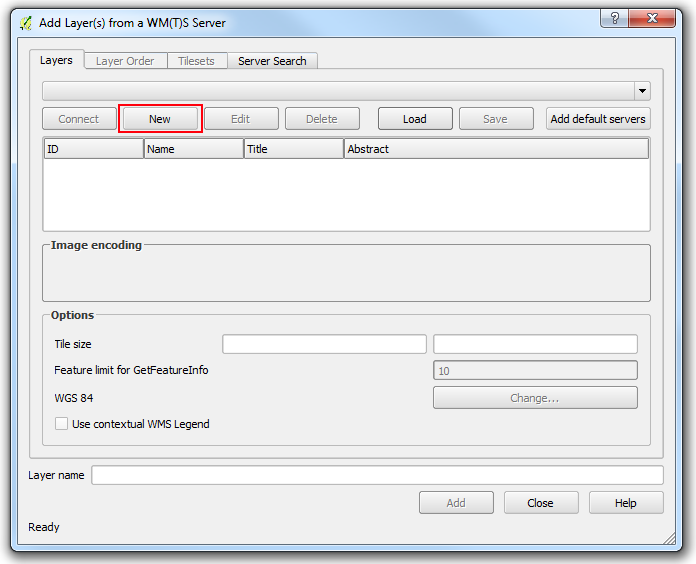 Add Layer(s) from a WM(T)S Server
Layers Layer Order Tilesets Server Search
Connect New Edit Delete Load Save Add default servers
ID Name Title Abstract
Image encoding
Options
Tile size
Feature limit for GetFeatureInfo 10
WGS 84 Change...
Use contextual WMS Legend
Layer name
Add Close Help
Ready